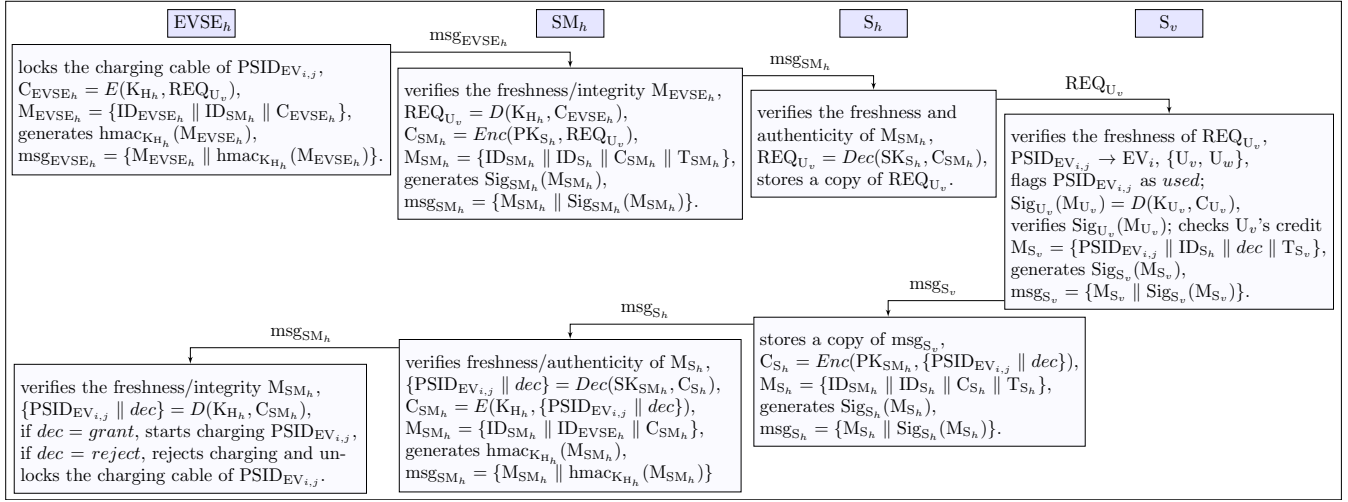 EVSE_h
SM_h
S_h
S_v
msg_EVSE_h
msg_SM_h
REQ_U_v
locks the charging cable of PSID_EV_i,j,
C_EVSE_h = E(K_H_h, REQ_U_v),
M_EVSE_h = {ID_EVSE_h ∥ ID_SM_h ∥ C_EVSE_h},
generates hmac_K_H_h(M_EVSE_h),
msg_EVSE_h = {M_EVSE_h ∥ hmac_K_H_h(M_EVSE_h)}.
verifies the freshness/integrity M_EVSE_h,
REQ_U_v = D(K_H_h, C_EVSE_h),
C_SM_h = Enc(PK_S_h, REQ_U_v),
M_SM_h = {ID_SM_h ∥ ID_S_h ∥ C_SM_h ∥ T_SM_h},
generates Sig_SM_h(M_SM_h),
msg_SM_h = {M_SM_h ∥ Sig_SM_h(M_SM_h)}.
verifies the freshness and
authenticity of M_SM_h,
REQ_U_v = Dec(SK_S_h, C_SM_h),
stores a copy of REQ_U_v.
verifies the freshness of REQ_U_v,
PSID_EV_i,j → EV_i, {U_v, U_w},
flags PSID_EV_i,j as used;
Sig_U_v(M_U_v) = D(K_U_v, C_U_v),
verifies Sig_U_v(M_U_v); checks U_v's credit
M_S_v = {PSID_EV_i,j ∥ ID_S_h ∥ dec ∥ T_S_v},
generates Sig_S_v(M_S_v),
msg_S_v = {M_S_v ∥ Sig_S_v(M_S_v)}.
msg_S_v
msg_S_h
msg_SM_h
stores a copy of msg_S_v,
C_S_h = Enc(PK_SM_h, {PSID_EV_i,j ∥ dec}),
M_S_h = {ID_SM_h ∥ ID_S_h ∥ C_S_h ∥ T_S_h},
generates Sig_S_h(M_S_h),
msg_S_h = {M_S_h ∥ Sig_S_h(M_S_h)}.
verifies freshness/authenticity of M_S_h,
{PSID_EV_i,j ∥ dec} = Dec(SK_SM_h, C_S_h),
C_SM_h = E(K_H_h, {PSID_EV_i,j ∥ dec}),
M_SM_h = {ID_SM_h ∥ ID_EVSE_h ∥ C_SM_h},
generates hmac_K_H_h(M_SM_h),
msg_SM_h = {M_SM_h ∥ hmac_K_H_h(M_SM_h)}
verifies the freshness/integrity M_SM_h,
{PSID_EV_i,j ∥ dec} = D(K_H_h, C_SM_h),
if dec = grant, starts charging PSID_EV_i,j,
if dec = reject, rejects charging and un-
locks the charging cable of PSID_EV_i,j.